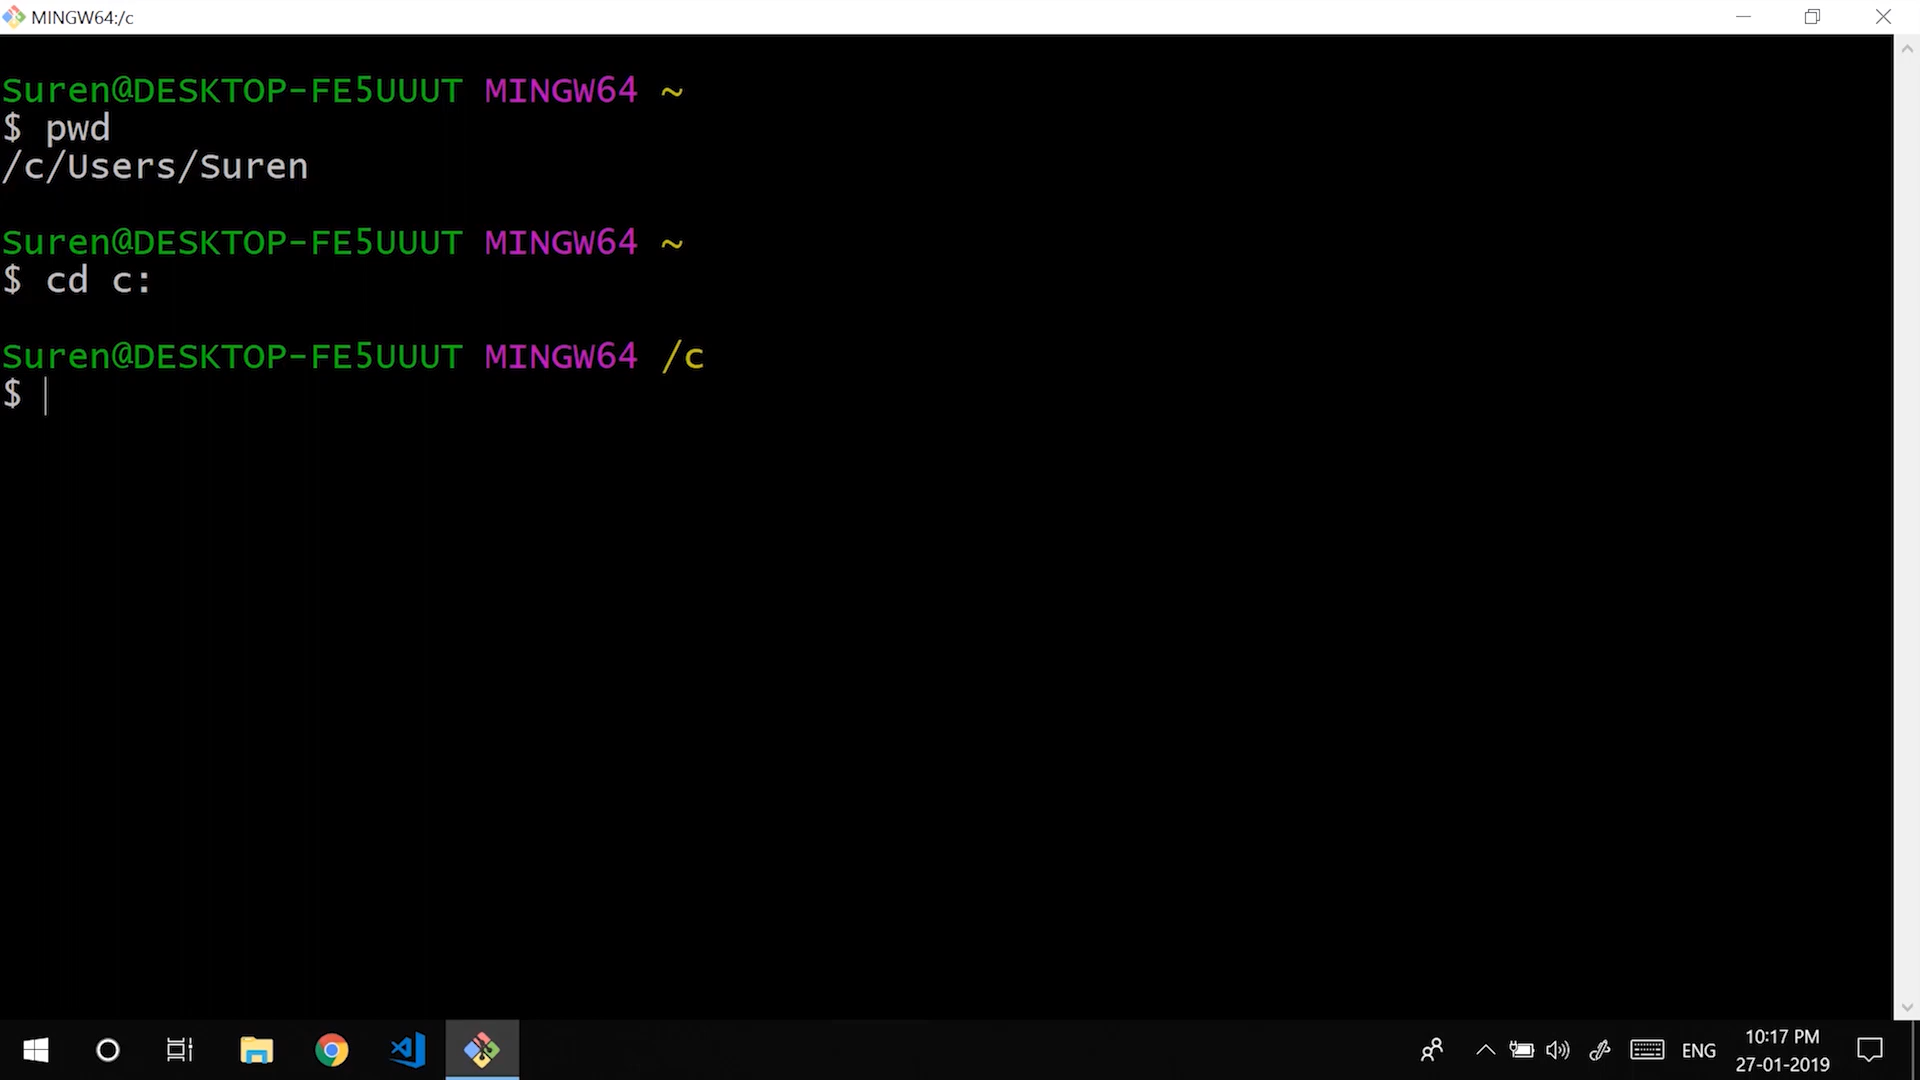 MINGW64:/c
Suren@DESKTOP-FE5UUUT MINGW64 ~
$ pwd
/c/Users/Suren
Suren@DESKTOP-FE5UUUT MINGW64 ~
$ cd c:
Suren@DESKTOP-FE5UUUT MINGW64 /c
$
ENG
10:17 PM
27-01-2019